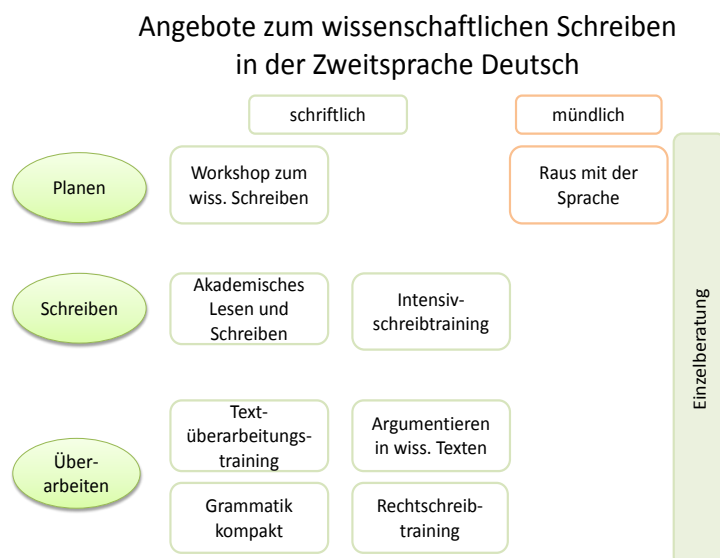 Angebote zum wissenschaftlichen Schreiben
in der Zweitsprache Deutsch
schriftlich
mündlich
Planen
Workshop zum
wiss. Schreiben
Raus mit der
Sprache
Schreiben
Akademisches
Lesen und
Schreiben
Intensiv-
schreibtraining
Über-
arbeiten
Text-
überarbeitungs-
training
Argumentieren
in wiss. Texten
Grammatik
kompakt
Rechtschreib-
training
Einzelberatung